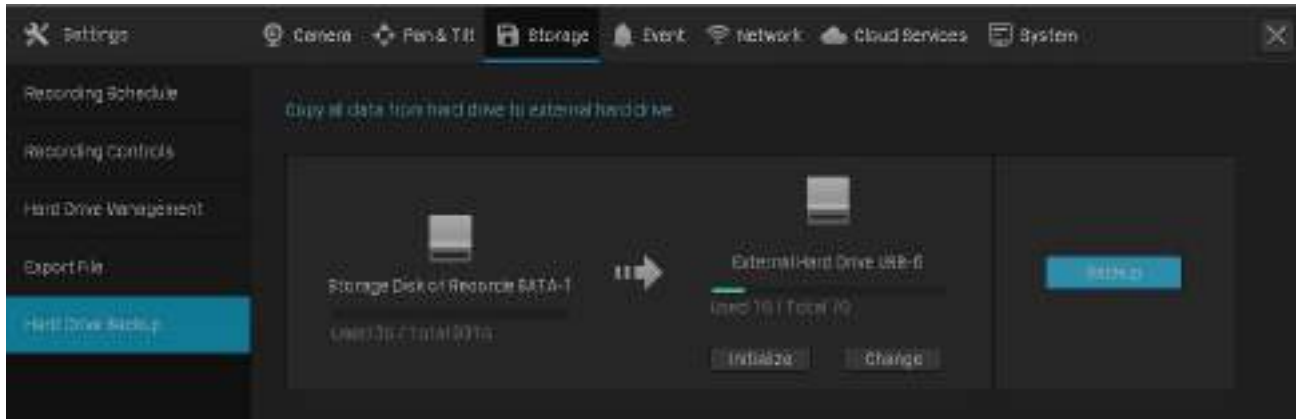 Settings
Camera Pan & Tilt Storage Event Network Cloud Services System
Recording Schedule
Copy all data from hard drive to external hard drive
Recording Controls
Hard Drive Management
Export File
Hard Drive Backup
Storage Disk of Recorde SATA-1
External Hard Drive USB-6
Initialize Change
Backup